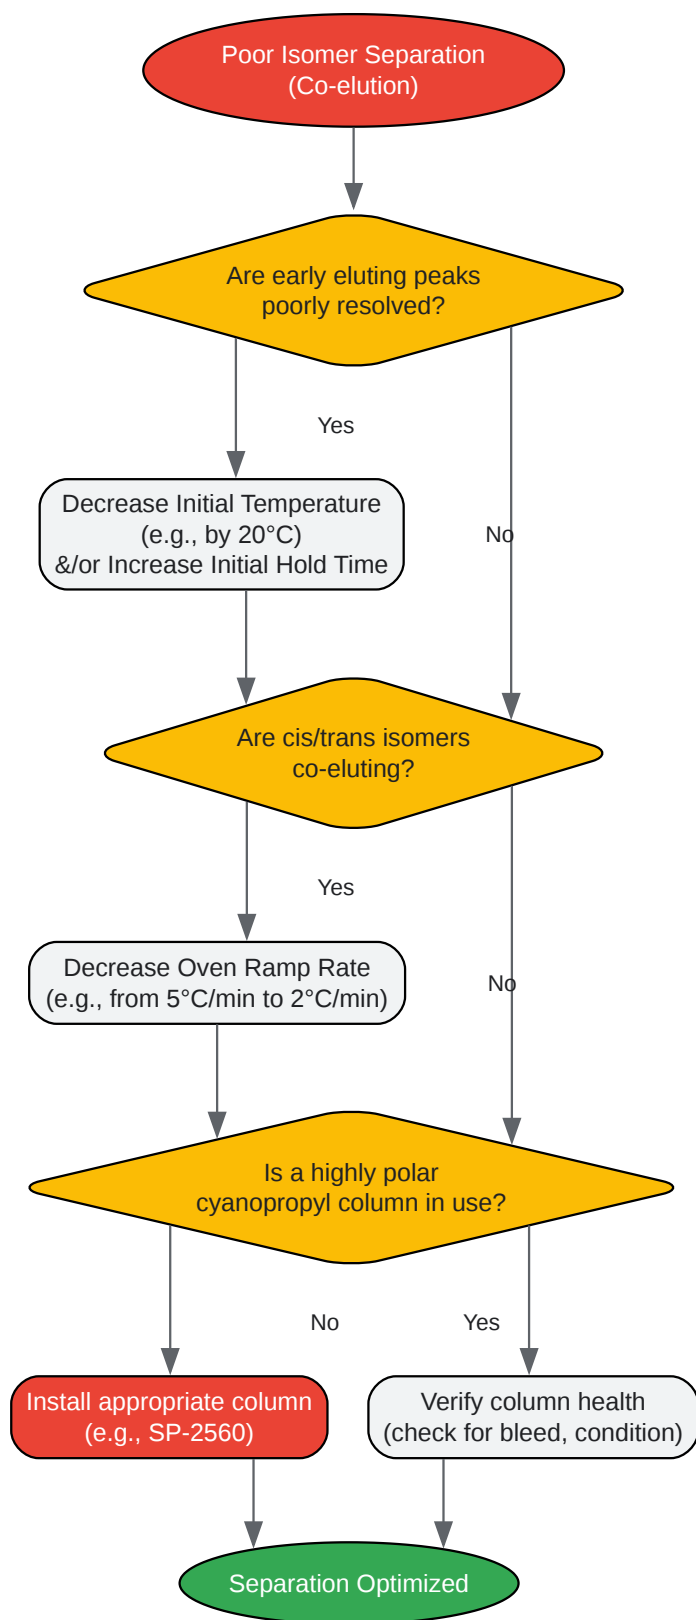 Poor Isomer Separation
(Co-elution)
Are early eluting peaks
poorly resolved?
Yes
Decrease Initial Temperature
(e.g., by 20°C)
&/or Increase Initial Hold Time
No
Are cis/trans isomers
co-eluting?
Yes
Decrease Oven Ramp Rate
(e.g., from 5°C/min to 2°C/min)
No
Is a highly polar
cyanopropyl column in use?
No
Yes
Install appropriate column
(e.g., SP-2560)
Verify column health
(check for bleed, condition)
Separation Optimized